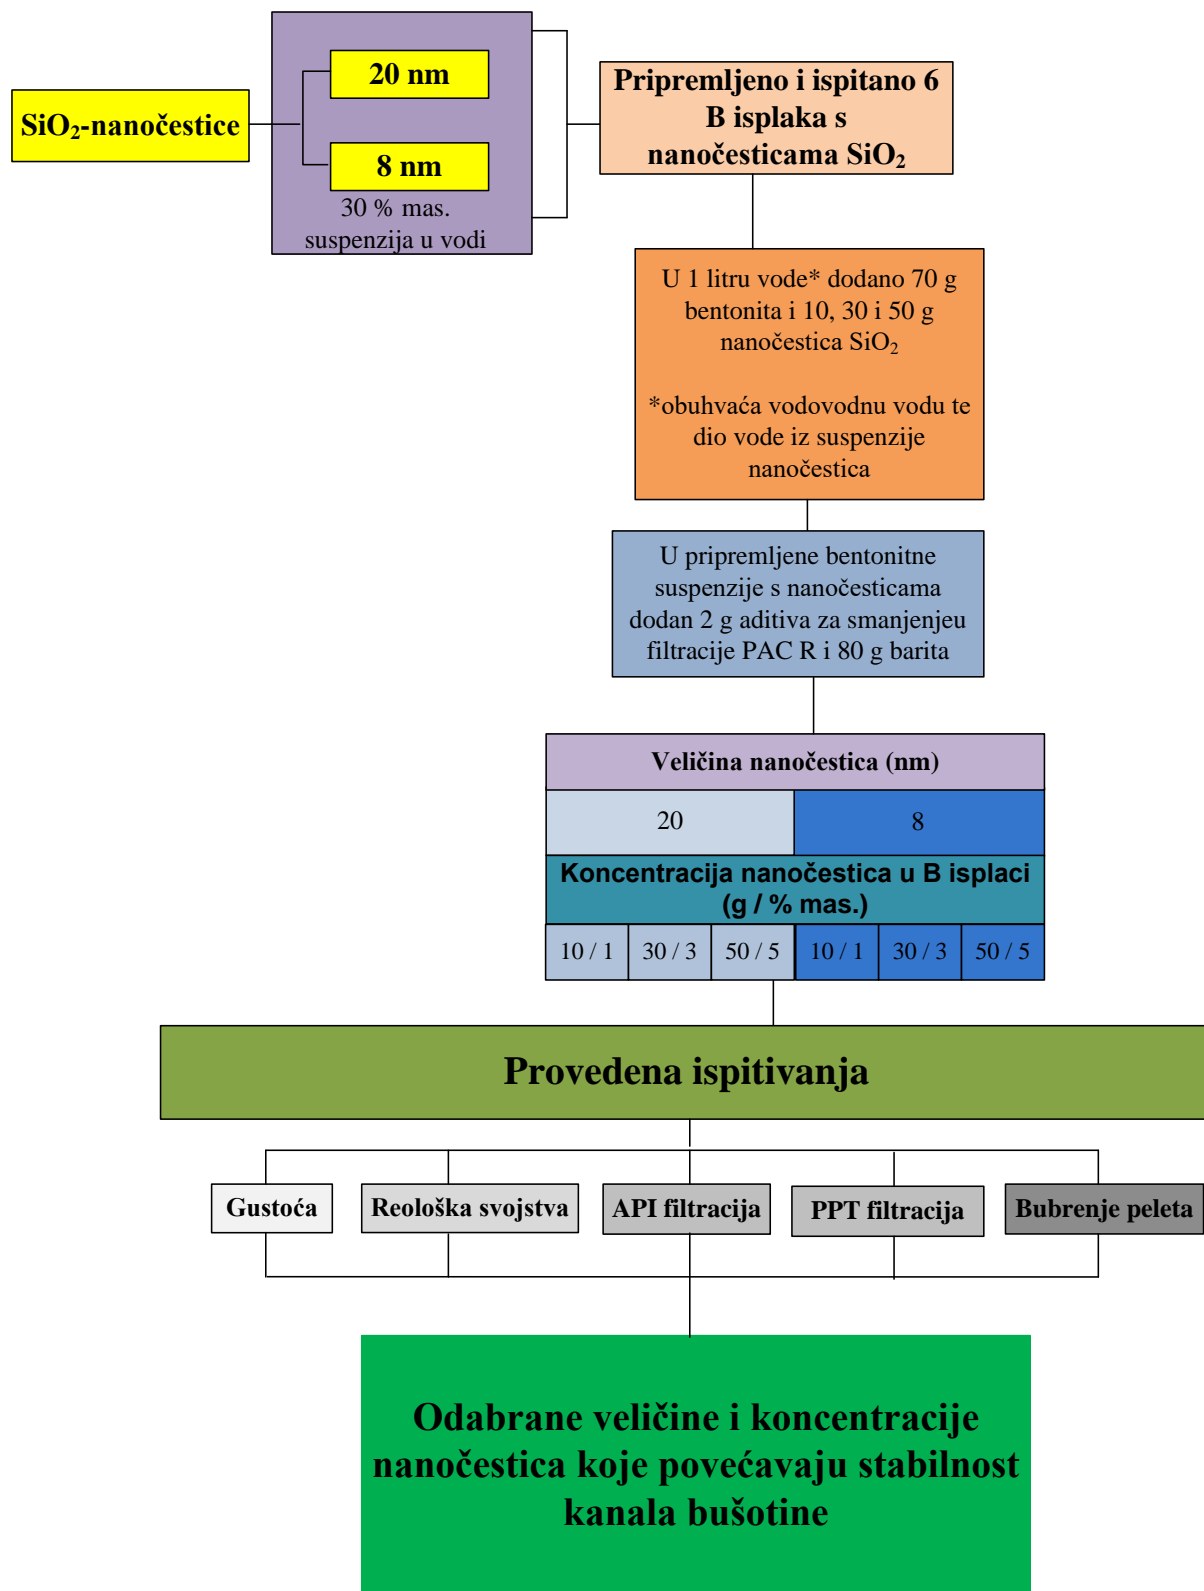 SiO₂-nanočestice
20 nm
8 nm
30 % mas.
suspenzija u vodi
Pripremljeno i ispitano 6
B isplaka s
nanočesticama SiO₂
U 1 litru vode* dodano 70 g
bentonita i 10, 30 i 50 g
nanočestica SiO₂
*obuhvaća vodovodnu vodu te
dio vode iz suspenzije
nanočestica
U pripremljene bentonitne
suspenzije s nanočesticama
dodan 2 g aditiva za smanjenjeu
filtracije PAC R i 80 g barita
Veličina nanočestica (nm)
20 8
Koncentracija nanočestica u B isplaci
(g / % mas.)
10 / 1 30 / 3 50 / 5 10 / 1 30 / 3 50 / 5
Provedena ispitivanja
Gustoća Reološka svojstva API filtracija PPT filtracija Bubrenje peleta
Odabrane veličine i koncentracije
nanočestica koje povećavaju stabilnost
kanala bušotine